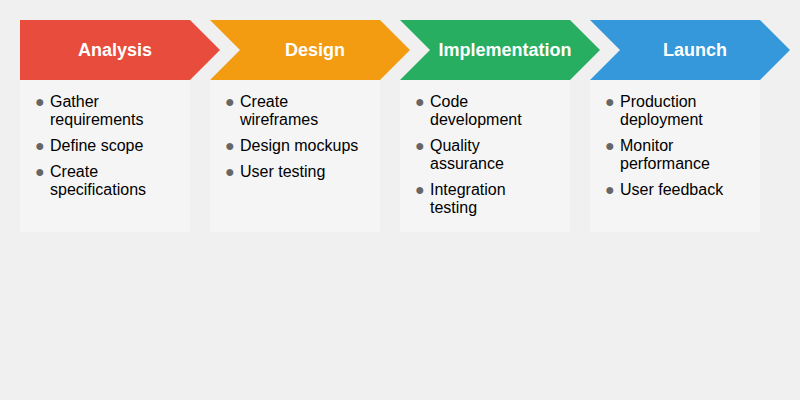 Analysis
● Gather
requirements
● Define scope
● Create
specifications
Design
● Create
wireframes
● Design mockups
● User testing
Implementation
● Code
development
● Quality
assurance
● Integration
testing
Launch
● Production
deployment
● Monitor
performance
● User feedback